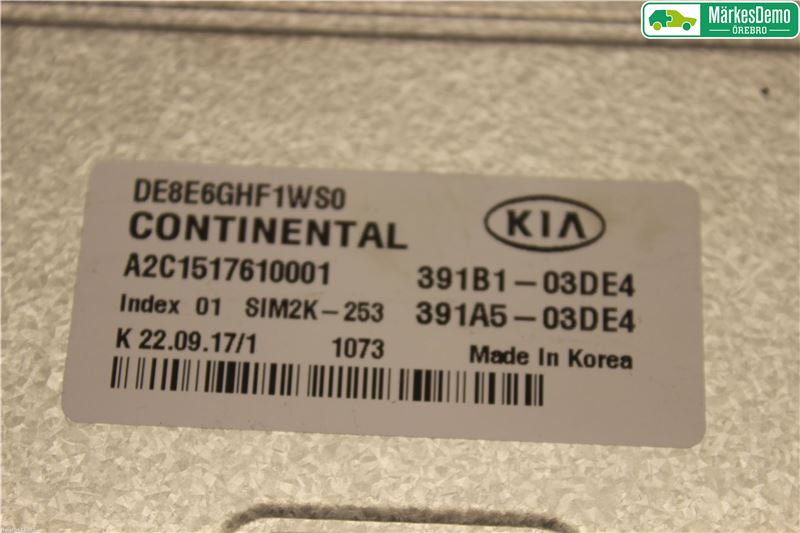 MärkesDemo
ÖREBRO
DE8E6GHF1WS0
CONTINENTAL
KIA
A2C1517610001
391B1-03DE4
Index 01 SIM2K-253
391A5-03DE4
K 22.09.17/1 1073
Made In Korea